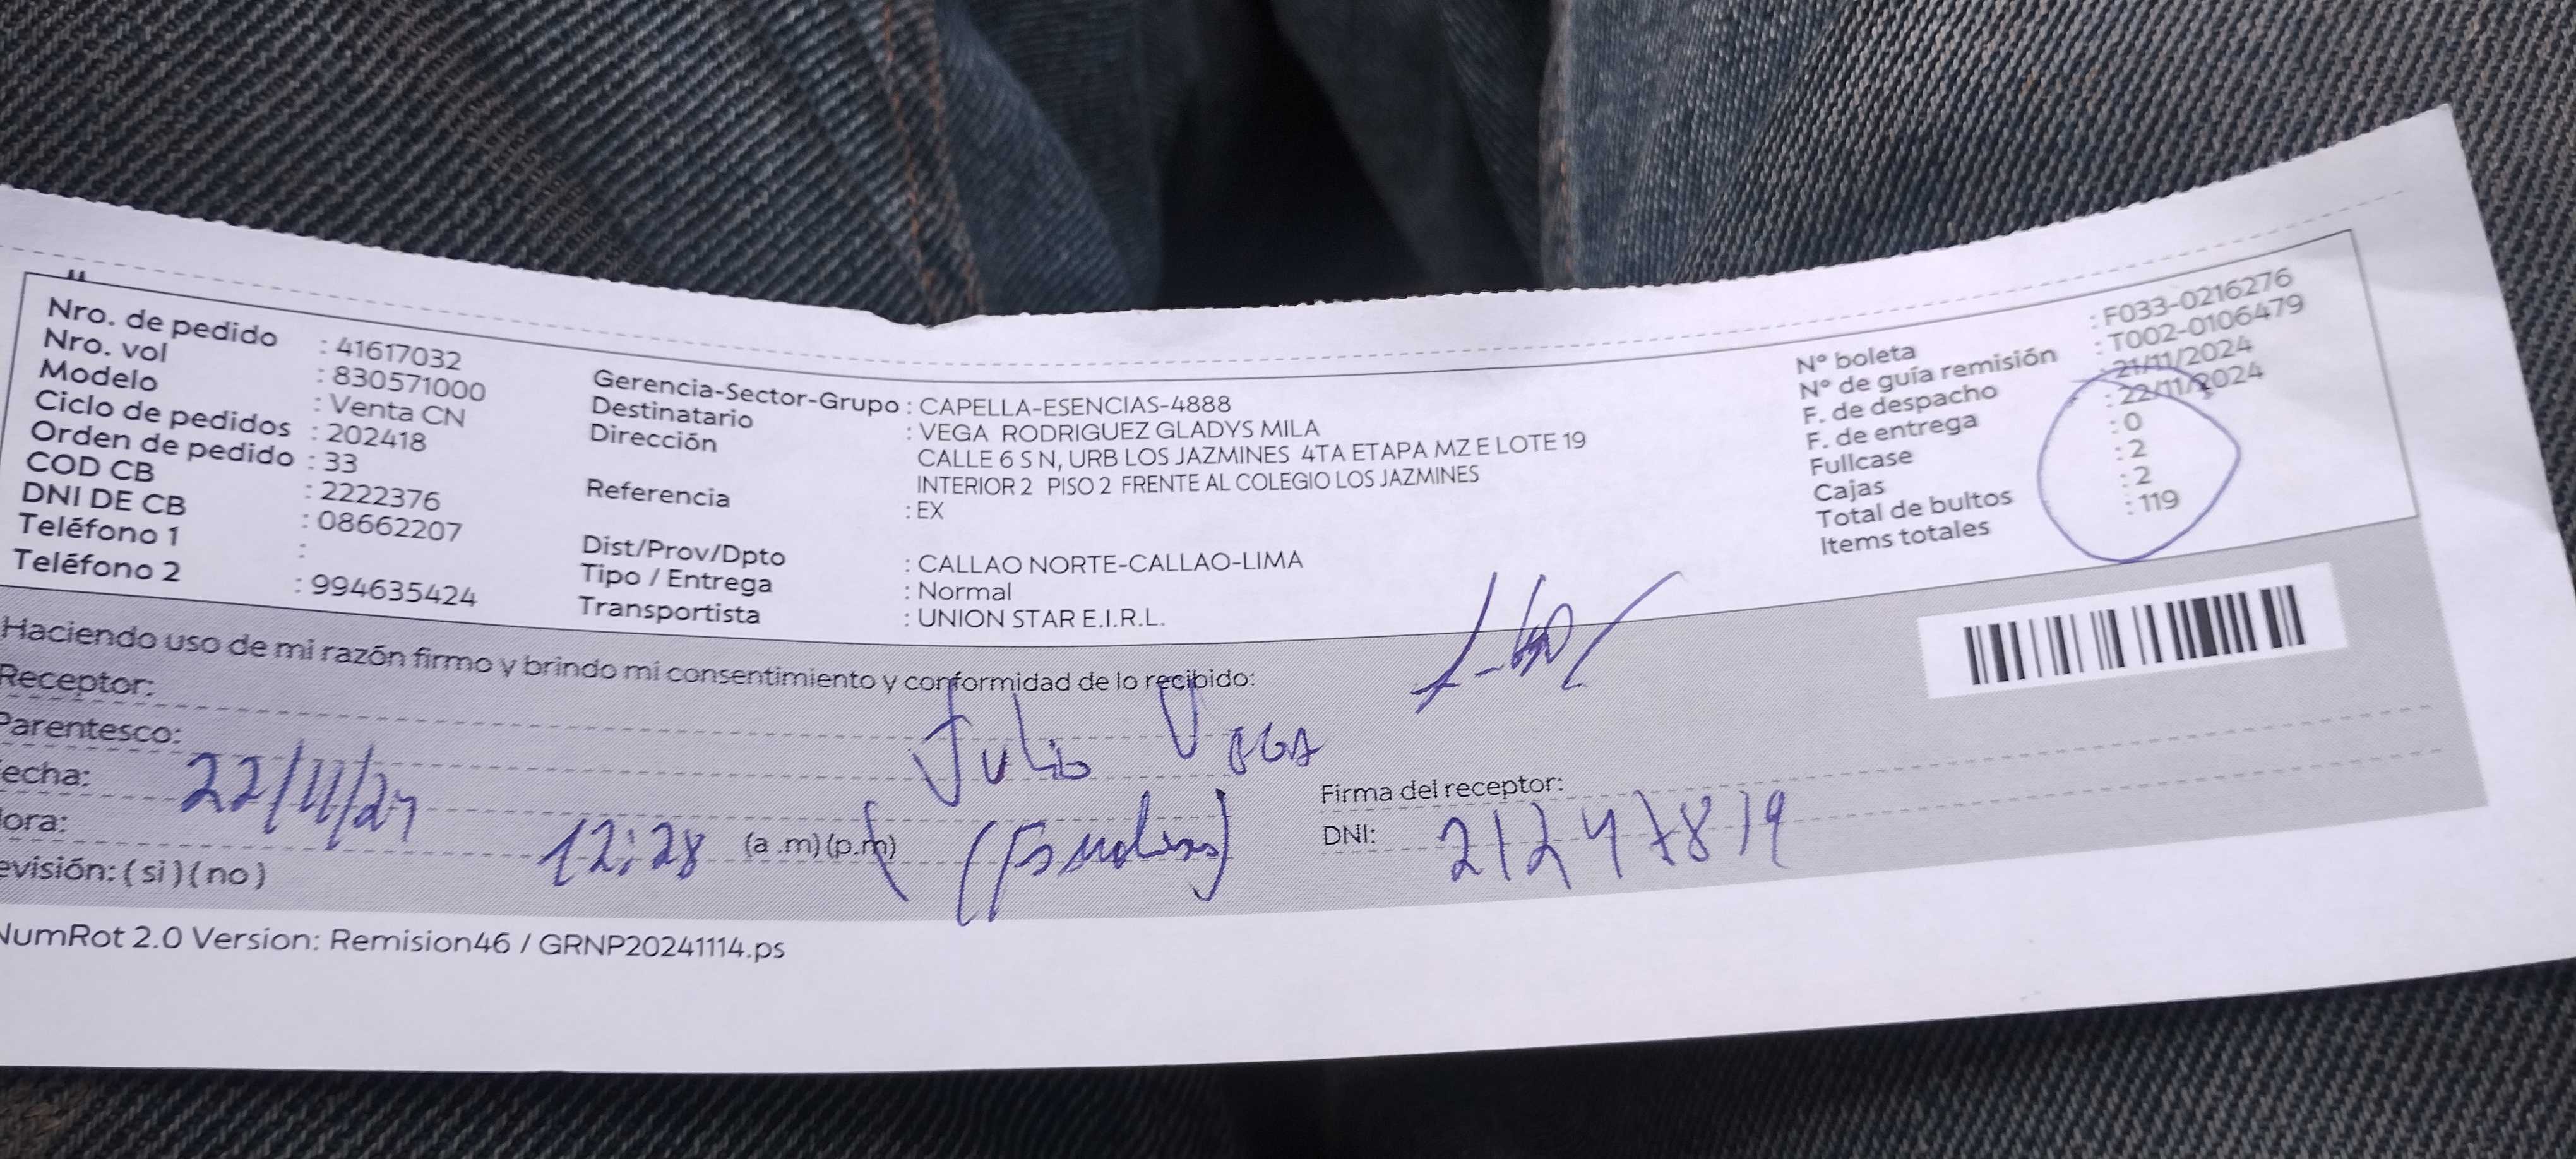 Nro. de pedido : 41617032
Nro. vol : 830571000
Modelo : Venta CN
Ciclo de pedidos : 202418
Orden de pedido : 33
COD CB : 2222376
DNI DE CB : 08662207
Teléfono 1 :
Teléfono 2 : 994635424
Gerencia-Sector-Grupo : CAPELLA-ESENCIAS-4888
Destinatario : VEGA RODRIGUEZ GLADYS MILA
Dirección CALLE 6 S N, URB LOS JAZMINES 4TA ETAPA MZ E LOTE 19
INTERIOR 2 PISO 2 FRENTE AL COLEGIO LOS JAZMINES
Referencia : EX
Dist/Prov/Dpto : CALLAO NORTE-CALLAO-LIMA
Tipo / Entrega : Normal
Transportista : UNION STAR E.I.R.L.
N° boleta : F033-0216276
N° de guía remisión : T002-0106479
F. de despacho : 21/11/2024
F. de entrega : 22/11/2024
Fullcase : 0
Cajas : 2
Total de bultos : 2
Items totales : 119
Haciendo uso de mi razón firmo y brindo mi consentimiento y conformidad de lo recibido:
Receptor: Julio Vega
Parentesco:
echa: 22/11/24
ora: 12:28 (a .m) (p.m)
evisión: ( si ) ( no )
Firma del receptor:
DNI: 21247819
NumRot 2.0 Version: Remision46 / GRNP20241114.ps